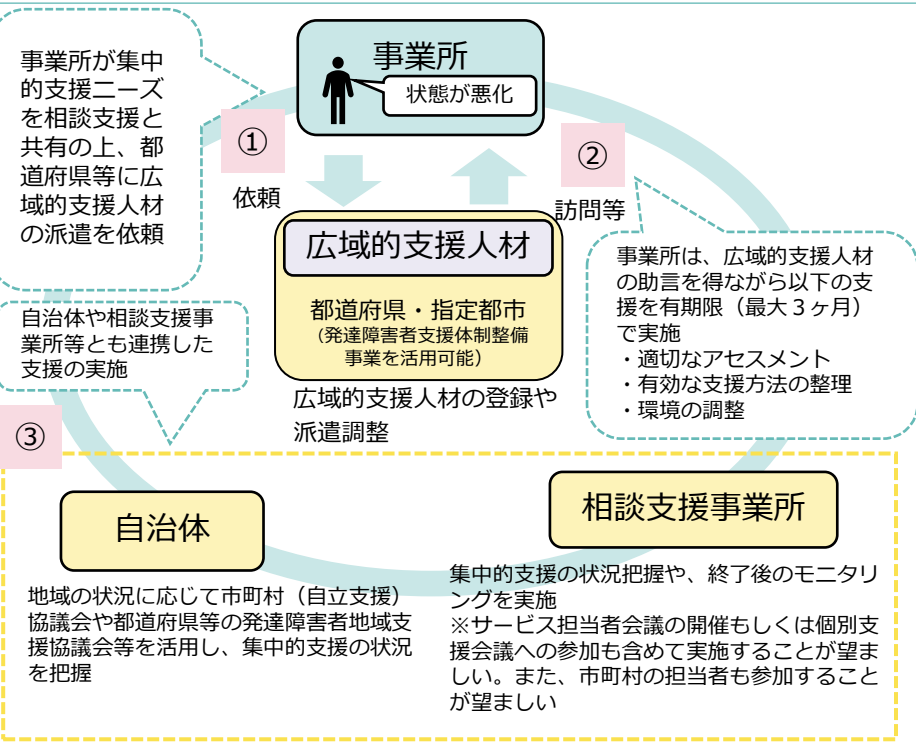 事業所が集中
的支援ニーズ
を相談支援と
共有の上、都
道府県等に広
域的支援人材
の派遣を依頼
事業所
状態が悪化
①
依頼
②
訪問等
広域的支援人材
都道府県・指定都市
（発達障害者支援体制整備
事業を活用可能）
広域的支援人材の登録や
派遣調整
事業所は、広域的支援人材
の助言を得ながら以下の支
援を有期限（最大３ヶ月）
で実施
・適切なアセスメント
・有効な支援方法の整理
・環境の調整
自治体や相談支援事
業所等とも連携した
支援の実施
③
自治体
地域の状況に応じて市町村（自立支援）
協議会や都道府県等の発達障害者地域支
援協議会等を活用し、集中的支援の状況
を把握
相談支援事業所
集中的支援の状況把握や、終了後のモニタリ
ングを実施
※サービス担当者会議の開催もしくは個別支
援会議への参加も含めて実施することが望ま
しい。また、市町村の担当者も参加すること
が望ましい